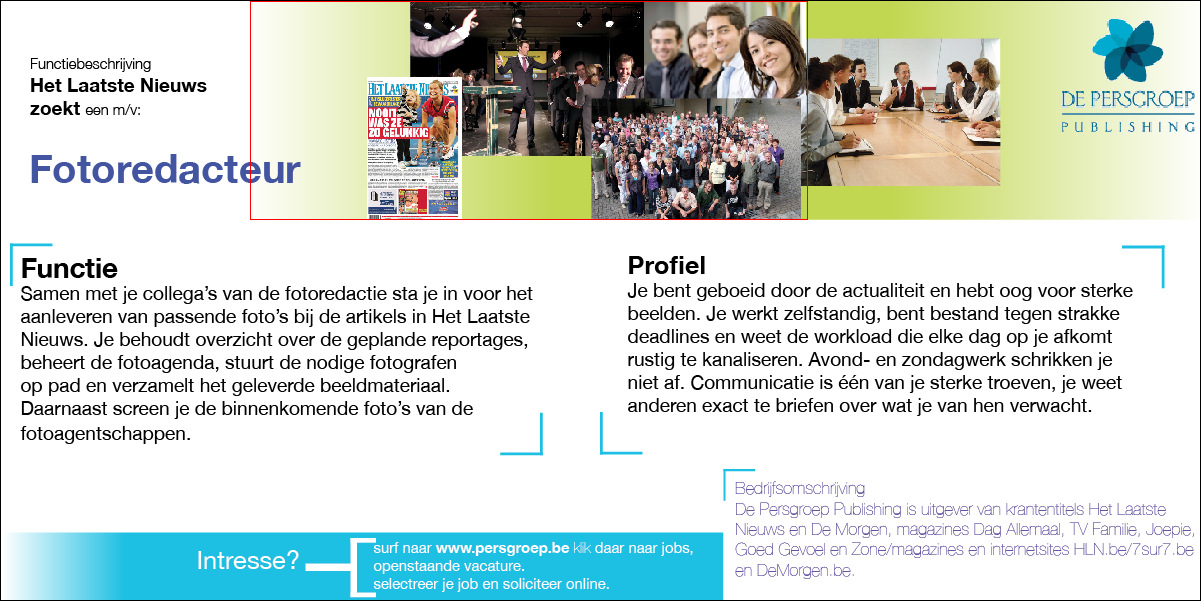 Functiebeschrijving
Het Laatste Nieuws
zoekt een m/v:
Fotoredacteur
HET LAATSTE NIEUWS
NOOIT
WAS ZE
ZO GELUKKIG
DE PERSGROEP
PUBLISHING
Functie
Samen met je collega’s van de fotoredactie sta je in voor het
aanleveren van passende foto’s bij de artikels in Het Laatste
Nieuws. Je behoudt overzicht over de geplande reportages,
beheert de fotoagenda, stuurt de nodige fotografen
op pad en verzamelt het geleverde beeldmateriaal.
Daarnaast screen je de binnenkomende foto’s van de
fotoagentschappen.
Profiel
Je bent geboeid door de actualiteit en hebt oog voor sterke
beelden. Je werkt zelfstandig, bent bestand tegen strakke
deadlines en weet de workload die elke dag op je afkomt
rustig te kanaliseren. Avond- en zondagwerk schrikken je
niet af. Communicatie is één van je sterke troeven, je weet
anderen exact te briefen over wat je van hen verwacht.
Bedrijfsomschrijving
De Persgroep Publishing is uitgever van krantentitels Het Laatste
Nieuws en De Morgen, magazines Dag Allemaal, TV Familie, Joepie,
Goed Gevoel en Zone/magazines en internetsites HLN.be/7sur7.be
en DeMorgen.be.
Intresse?
surf naar www.persgroep.be klik daar naar jobs,
openstaande vacature.
selectreer je job en soliciteer online.